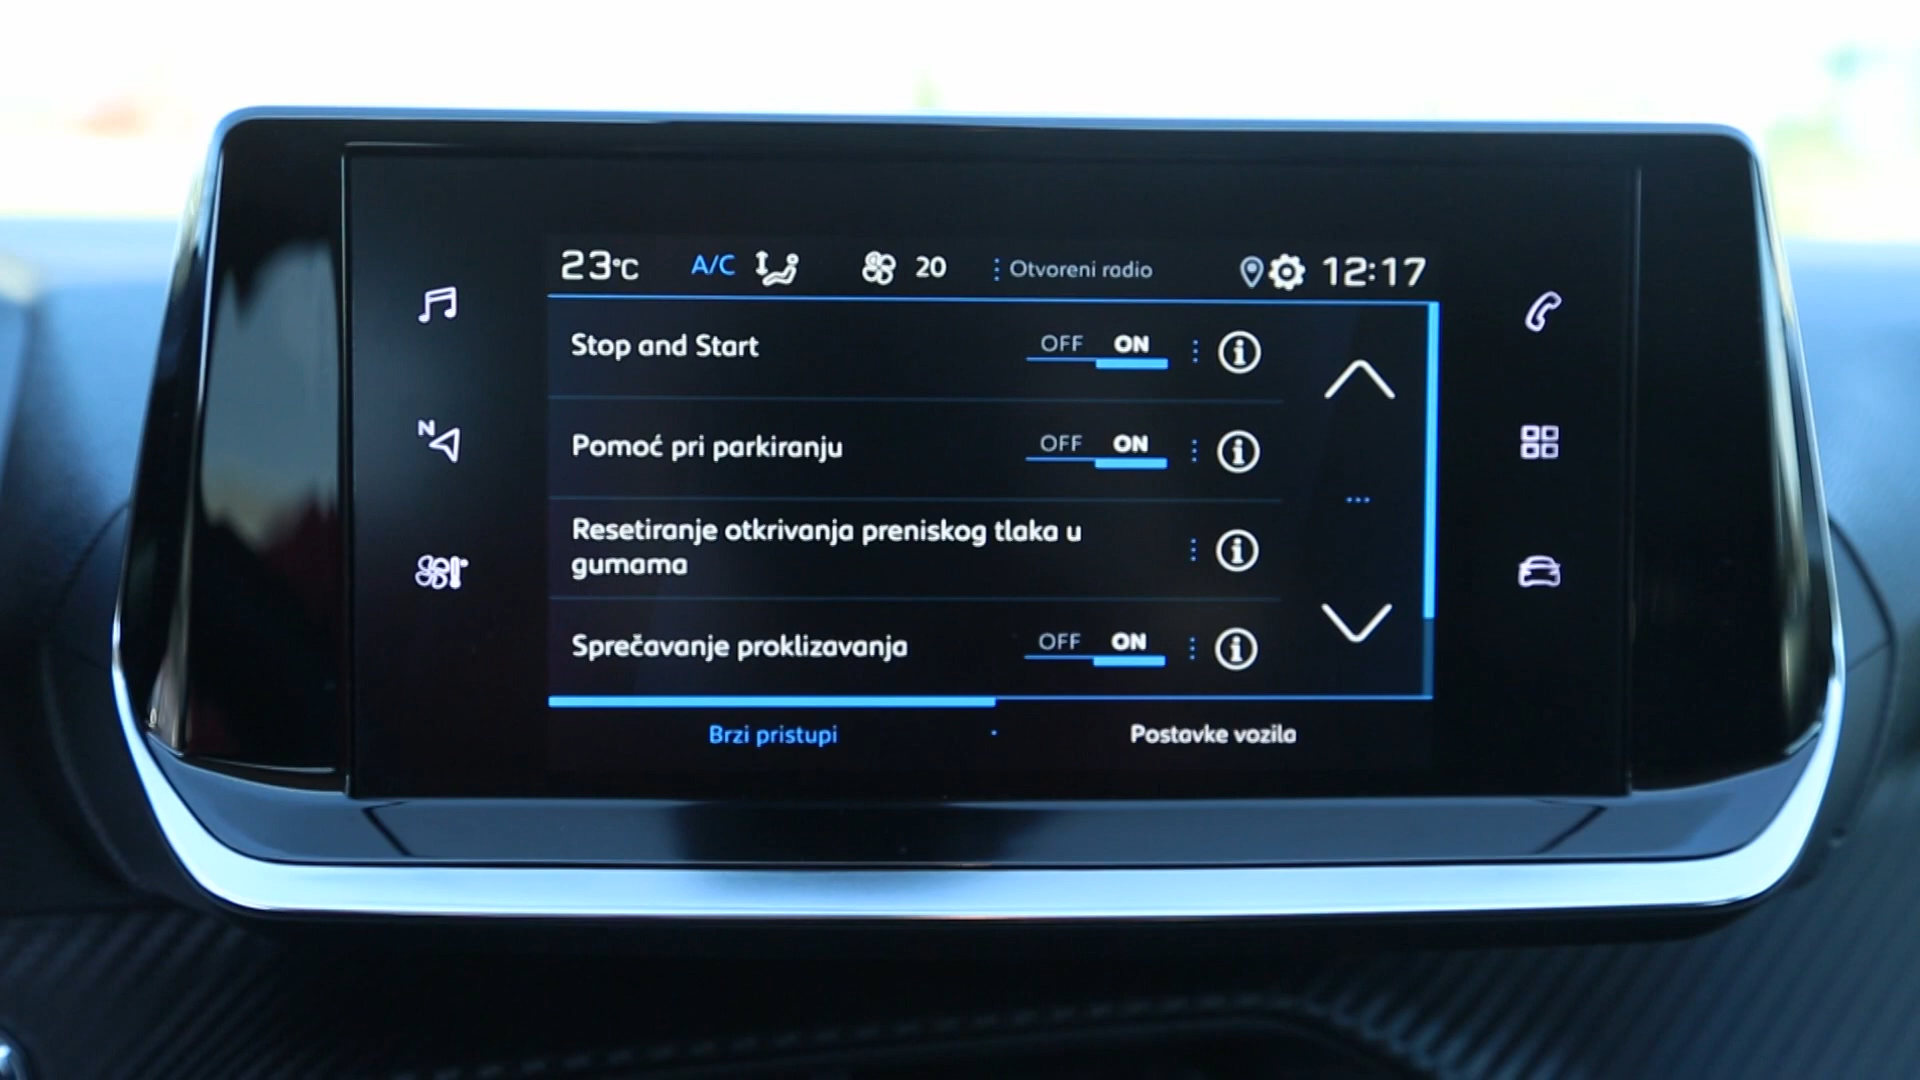 23°C A/C 20 Otvoreni radio 12:17
Stop and Start OFF ON i
Pomoć pri parkiranju OFF ON i
Resetiranje otkrivanja preniskog tlaka u
gumama i
Sprečavanje proklizavanja OFF ON i
Brzi pristupi Postavke vozila
N